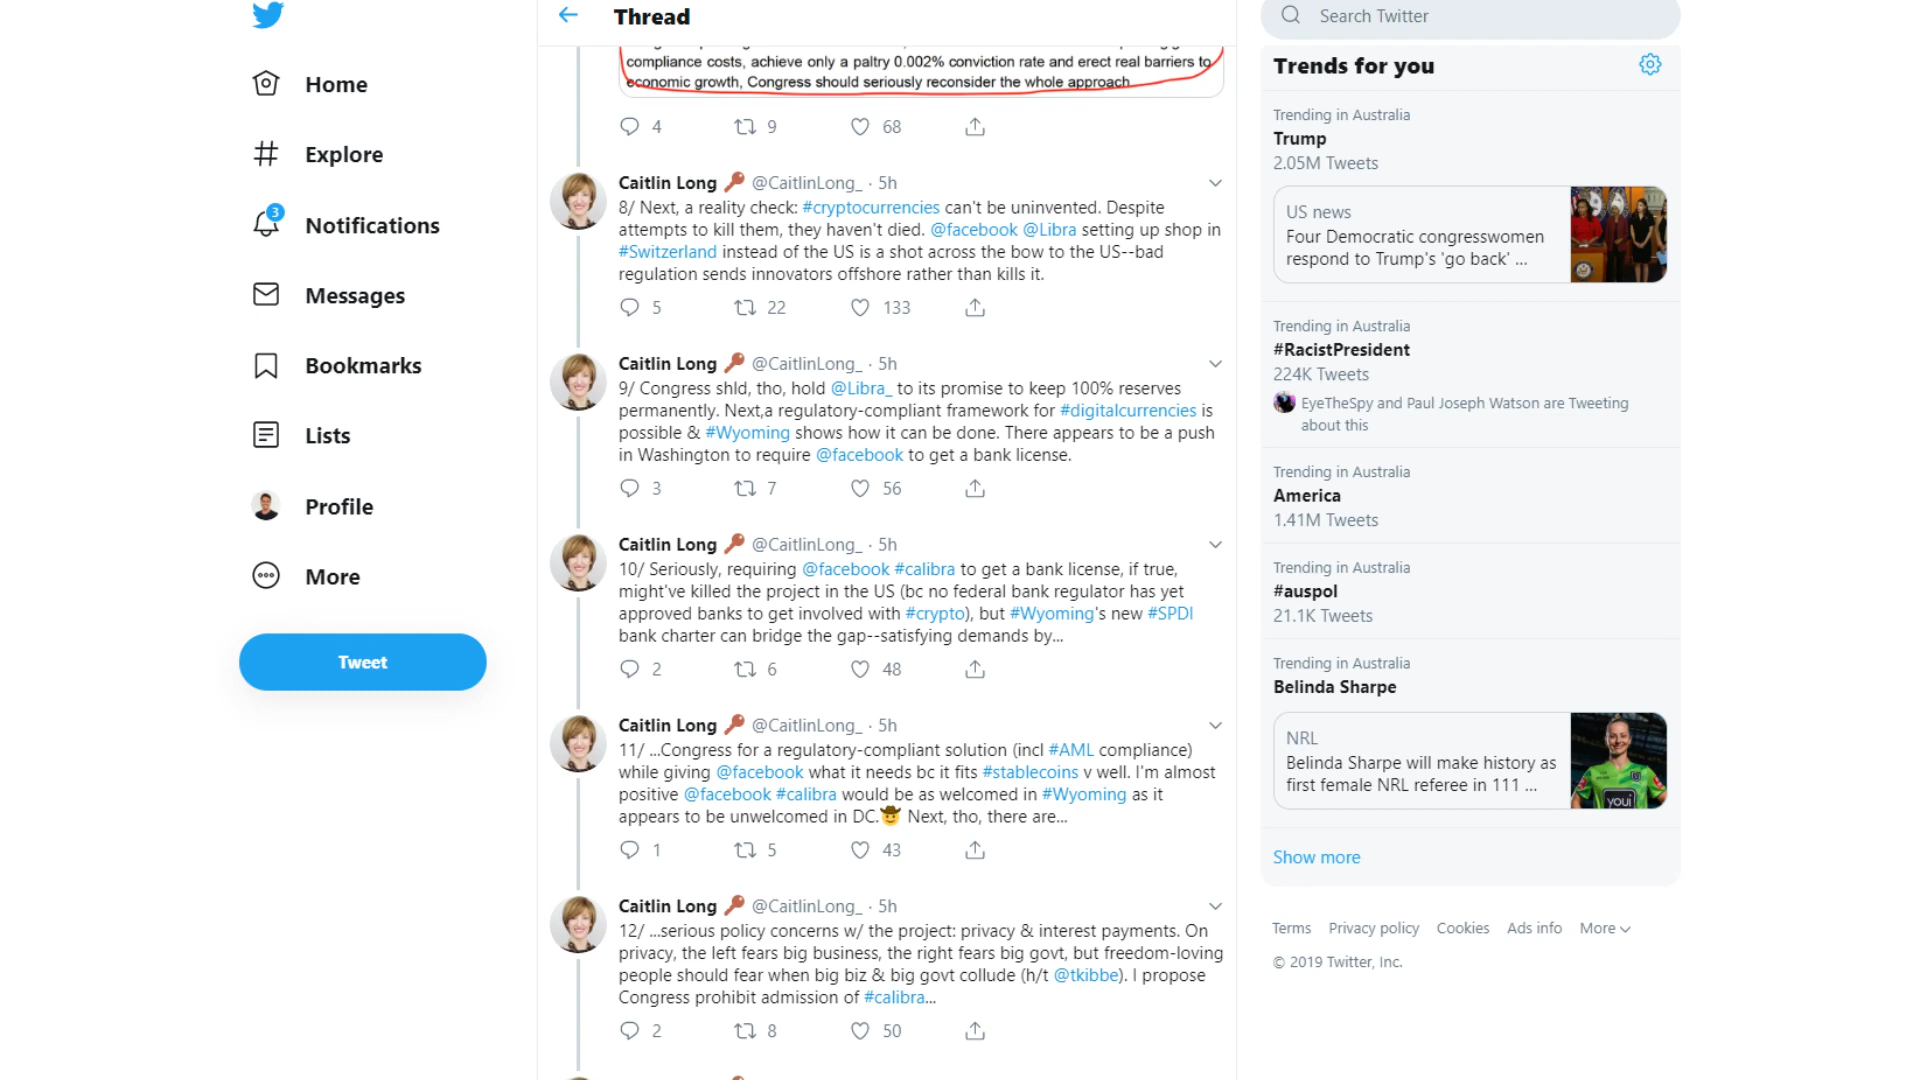 Home
Explore
3
Notifications
Messages
Bookmarks
Lists
Profile
More
Tweet
Thread
compliance costs, achieve only a paltry 0.002% conviction rate and erect real barriers to
economic growth, Congress should seriously reconsider the whole approach.
4 9 68
Caitlin Long @CaitlinLong_ · 5h
8/ Next, a reality check: #cryptocurrencies can't be uninvented. Despite
attempts to kill them, they haven't died. @facebook @Libra setting up shop in
#Switzerland instead of the US is a shot across the bow to the US--bad
regulation sends innovators offshore rather than kills it.
5 22 133
Caitlin Long @CaitlinLong_ · 5h
9/ Congress shld, tho, hold @Libra_ to its promise to keep 100% reserves
permanently. Next,a regulatory-compliant framework for #digitalcurrencies is
possible & #Wyoming shows how it can be done. There appears to be a push
in Washington to require @facebook to get a bank license.
3 7 56
Caitlin Long @CaitlinLong_ · 5h
10/ Seriously, requiring @facebook #calibra to get a bank license, if true,
might've killed the project in the US (bc no federal bank regulator has yet
approved banks to get involved with #crypto), but #Wyoming's new #SPDI
bank charter can bridge the gap--satisfying demands by...
2 6 48
Caitlin Long @CaitlinLong_ · 5h
11/ ...Congress for a regulatory-compliant solution (incl #AML compliance)
while giving @facebook what it needs bc it fits #stablecoins v well. I'm almost
positive @facebook #calibra would be as welcomed in #Wyoming as it
appears to be unwelcomed in DC.🤠 Next, tho, there are...
1 5 43
Caitlin Long @CaitlinLong_ · 5h
12/ ...serious policy concerns w/ the project: privacy & interest payments. On
privacy, the left fears big business, the right fears big govt, but freedom-loving
people should fear when big biz & big govt collude (h/t @tkibbe). I propose
Congress prohibit admission of #calibra...
2 8 50
Search Twitter
Trends for you
Trending in Australia
Trump
2.05M Tweets
US news
Four Democratic congresswomen
respond to Trump's 'go back' ...
Trending in Australia
#RacistPresident
224K Tweets
EyeTheSpy and Paul Joseph Watson are Tweeting
about this
Trending in Australia
America
1.41M Tweets
Trending in Australia
#auspol
21.1K Tweets
Trending in Australia
Belinda Sharpe
NRL
Belinda Sharpe will make history as
first female NRL referee in 111 ...
youi
Show more
Terms Privacy policy Cookies Ads info More
© 2019 Twitter, Inc.